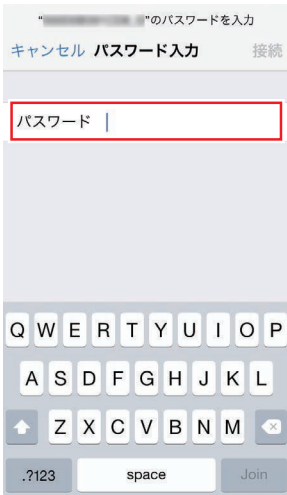 “ ”のパスワードを入力
キャンセル パスワード入力 接続
パスワード
Q W E R T Y U I O P
A S D F G H J K L
Z X C V B N M
.?123 space Join